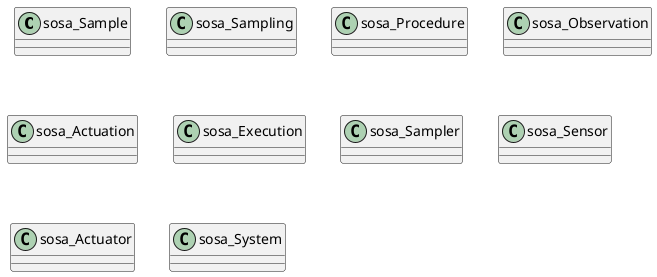 C sosa_Sample
C sosa_Sampling
C sosa_Procedure
C sosa_Observation
C sosa_Actuation
C sosa_Execution
C sosa_Sampler
C sosa_Sensor
C sosa_Actuator
C sosa_System